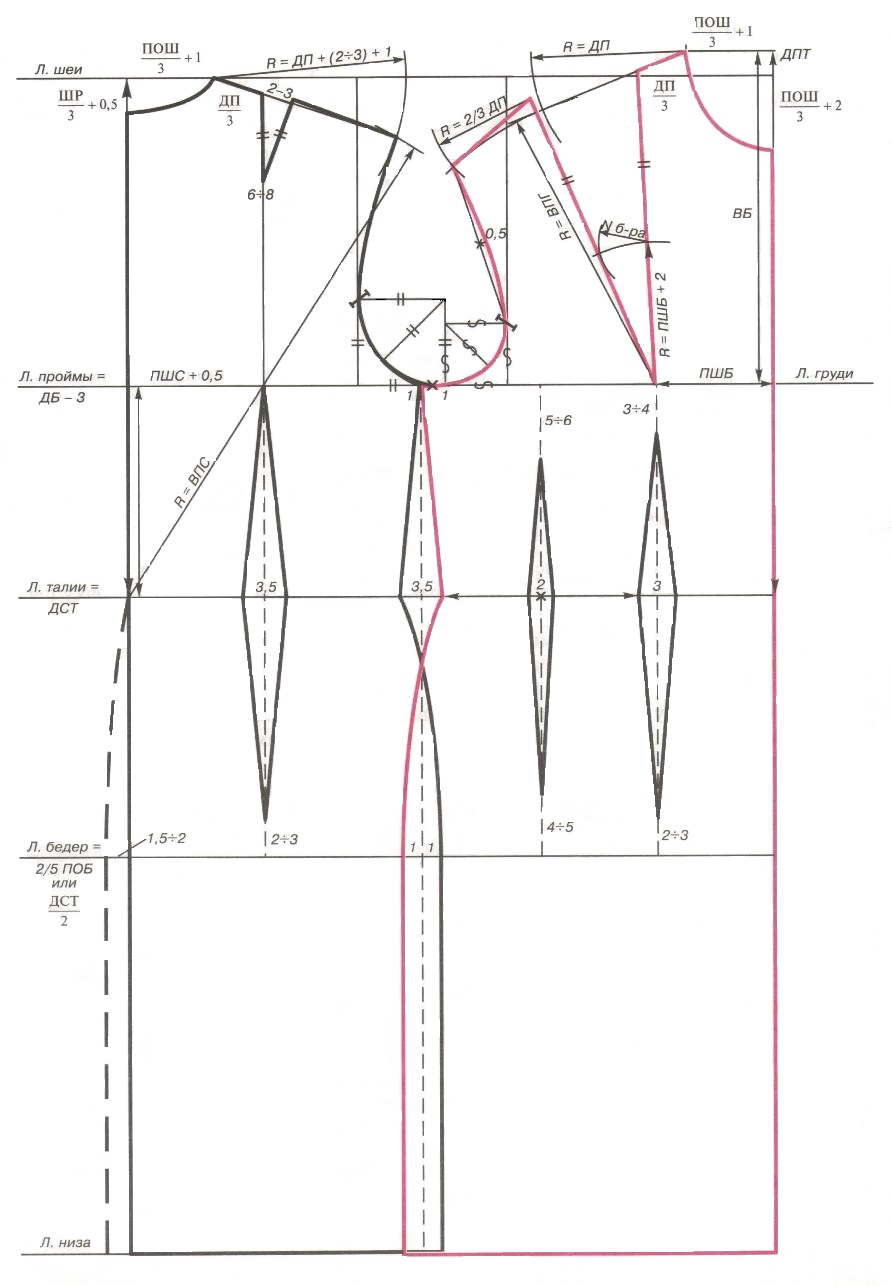 ПОШ/3 + 1
R = ДП + (2÷3) + 1
R = ДП
ПОШ/3 + 1
ДПТ
Л. шеи
ШР/3 + 0,5
ДП/3
2–3
R = 2/3 ДП
ДП/3
ПОШ/3 + 2
6÷8
0,5
R = ВПГ
N б-ра
ВБ
R = ПШБ + 2
Л. проймы =
ДБ – 3
ПШС + 0,5
1
1
ПШБ
Л. груди
5÷6
3÷4
R = ВПС
Л. талии =
ДСТ
3,5
3,5
2
3
1,5÷2
2÷3
4÷5
2÷3
Л. бедер =
2/5 ПОБ
или
ДСТ/2
1
1
Л. низа